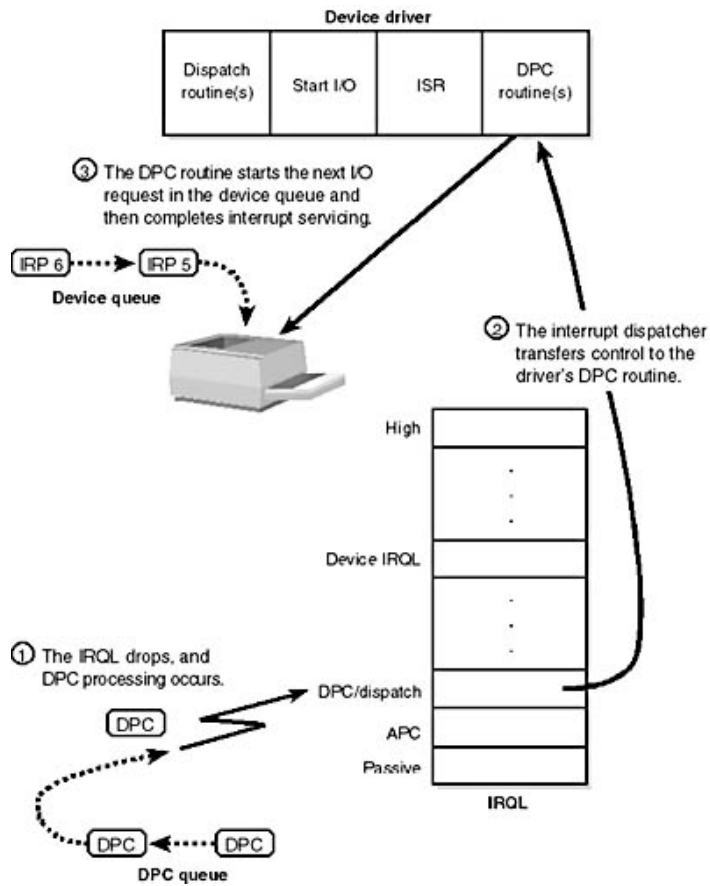 Device driver
Dispatch
routine(s)
Start I/O
ISR
DPC
routine(s)
3 The DPC routine starts the next I/O
request in the device queue and
then completes interrupt servicing.
IRP 6
IRP 5
Device queue
2 The interrupt dispatcher
transfers control to the
driver's DPC routine.
High
Device IRQL
1 The IRQL drops, and
DPC processing occurs.
DPC/dispatch
DPC
APC
Passive
IRQL
DPC
DPC
DPC queue